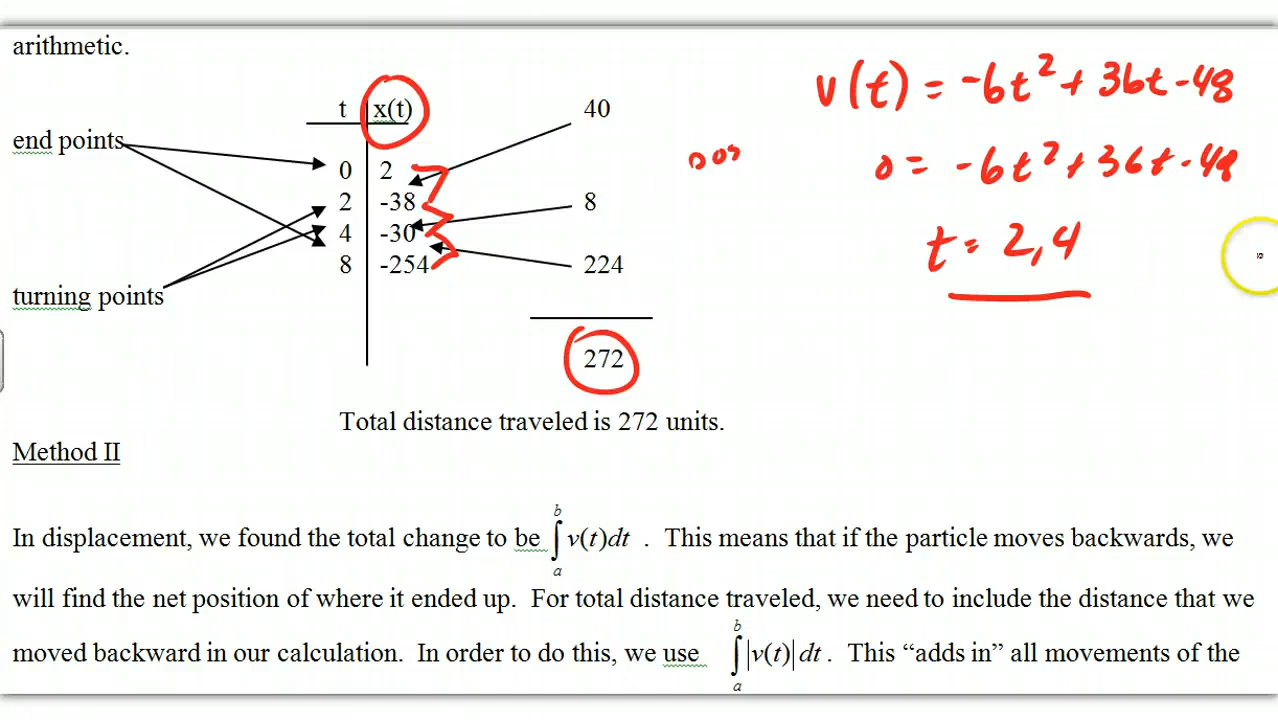 arithmetic.
v(t) = -6t² + 36t - 48
t x(t) 40
end points
0 = -6t² + 36t - 48
0 2
2 -38 8
4 -30
t = 2, 4
8 -254 224
turning points
272
Total distance traveled is 272 units.
Method II
In displacement, we found the total change to be ∫ₐᵇ v(t)dt . This means that if the particle moves backwards, we
will find the net position of where it ended up. For total distance traveled, we need to include the distance that we
moved backward in our calculation. In order to do this, we use ∫ₐᵇ |v(t)| dt . This “adds in” all movements of the